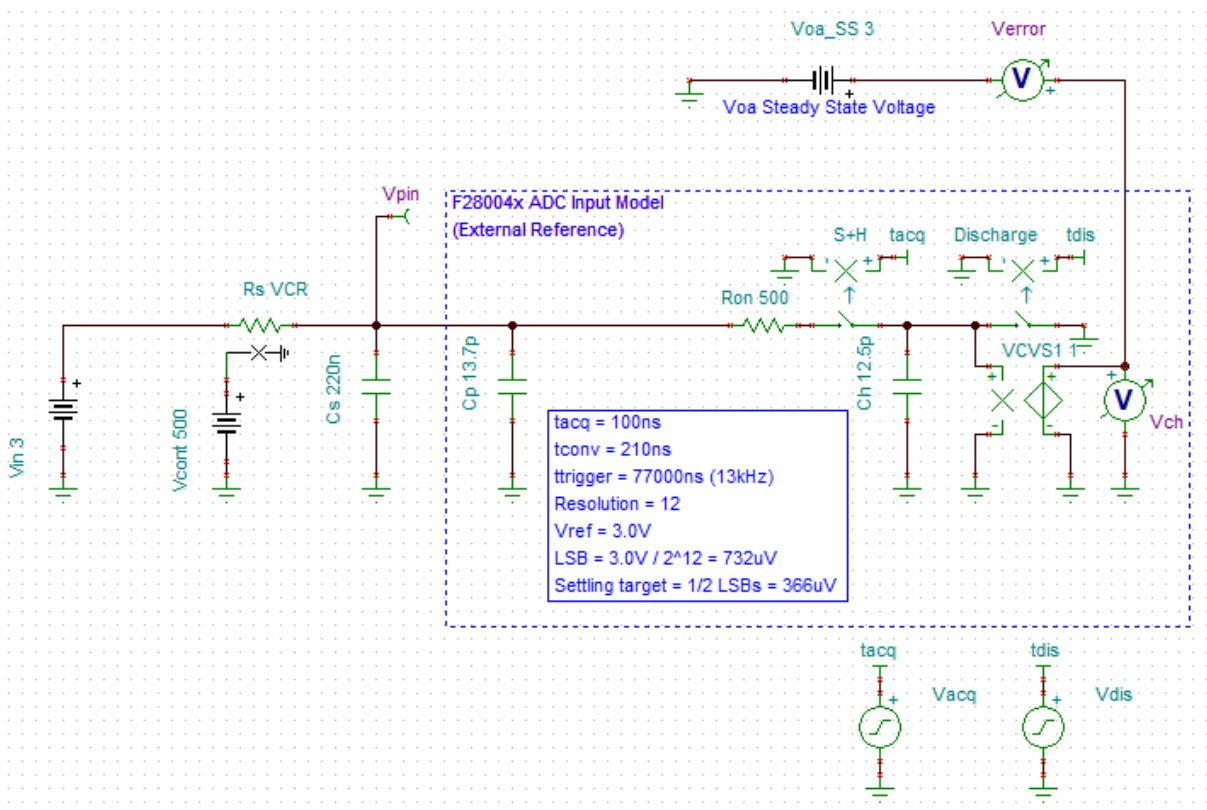 Voa_SS 3
Verror
V
Voa Steady State Voltage
Vpin
F28004x ADC Input Model
(External Reference)
S+H
tacq
Discharge
tdis
Rs VCR
Ron 500
VCVS1 1
Cs 220n
Cp 13.7p
Ch 12.5p
V
Vch
Vin 3
Vcont 500
tacq = 100ns
tconv = 210ns
ttrigger = 77000ns (13kHz)
Resolution = 12
Vref = 3.0V
LSB = 3.0V / 2^12 = 732uV
Settling target = 1/2 LSBs = 366uV
tacq
tdis
Vacq
Vdis